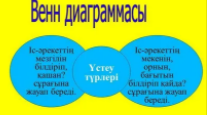 Венн диаграммасы
Іс-әрекеттің
мезгілін
білдіріп,
қашан?
сұрағына
жауап береді.
Үстеу
түрлері
Іс-әрекеттің
мекенін,
орнын,
бағытын
білдіріп қайда?
сұрағына жауап
береді.